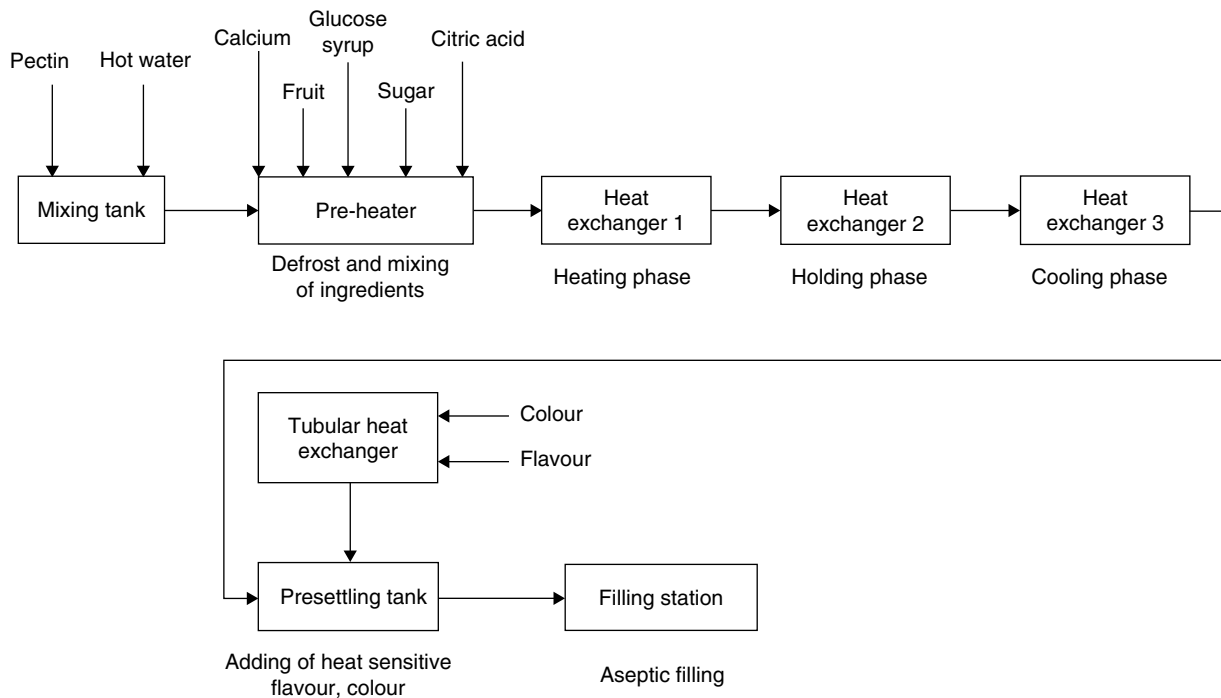 Glucose
syrup
Calcium
Citric acid
Pectin
Hot water
Fruit
Sugar
Mixing tank
Pre-heater
Heat
exchanger 1
Heat
exchanger 2
Heat
exchanger 3
Defrost and mixing
of ingredients
Heating phase
Holding phase
Cooling phase
Tubular heat
exchanger
Colour
Flavour
Presettling tank
Filling station
Adding of heat sensitive
flavour, colour
Aseptic filling